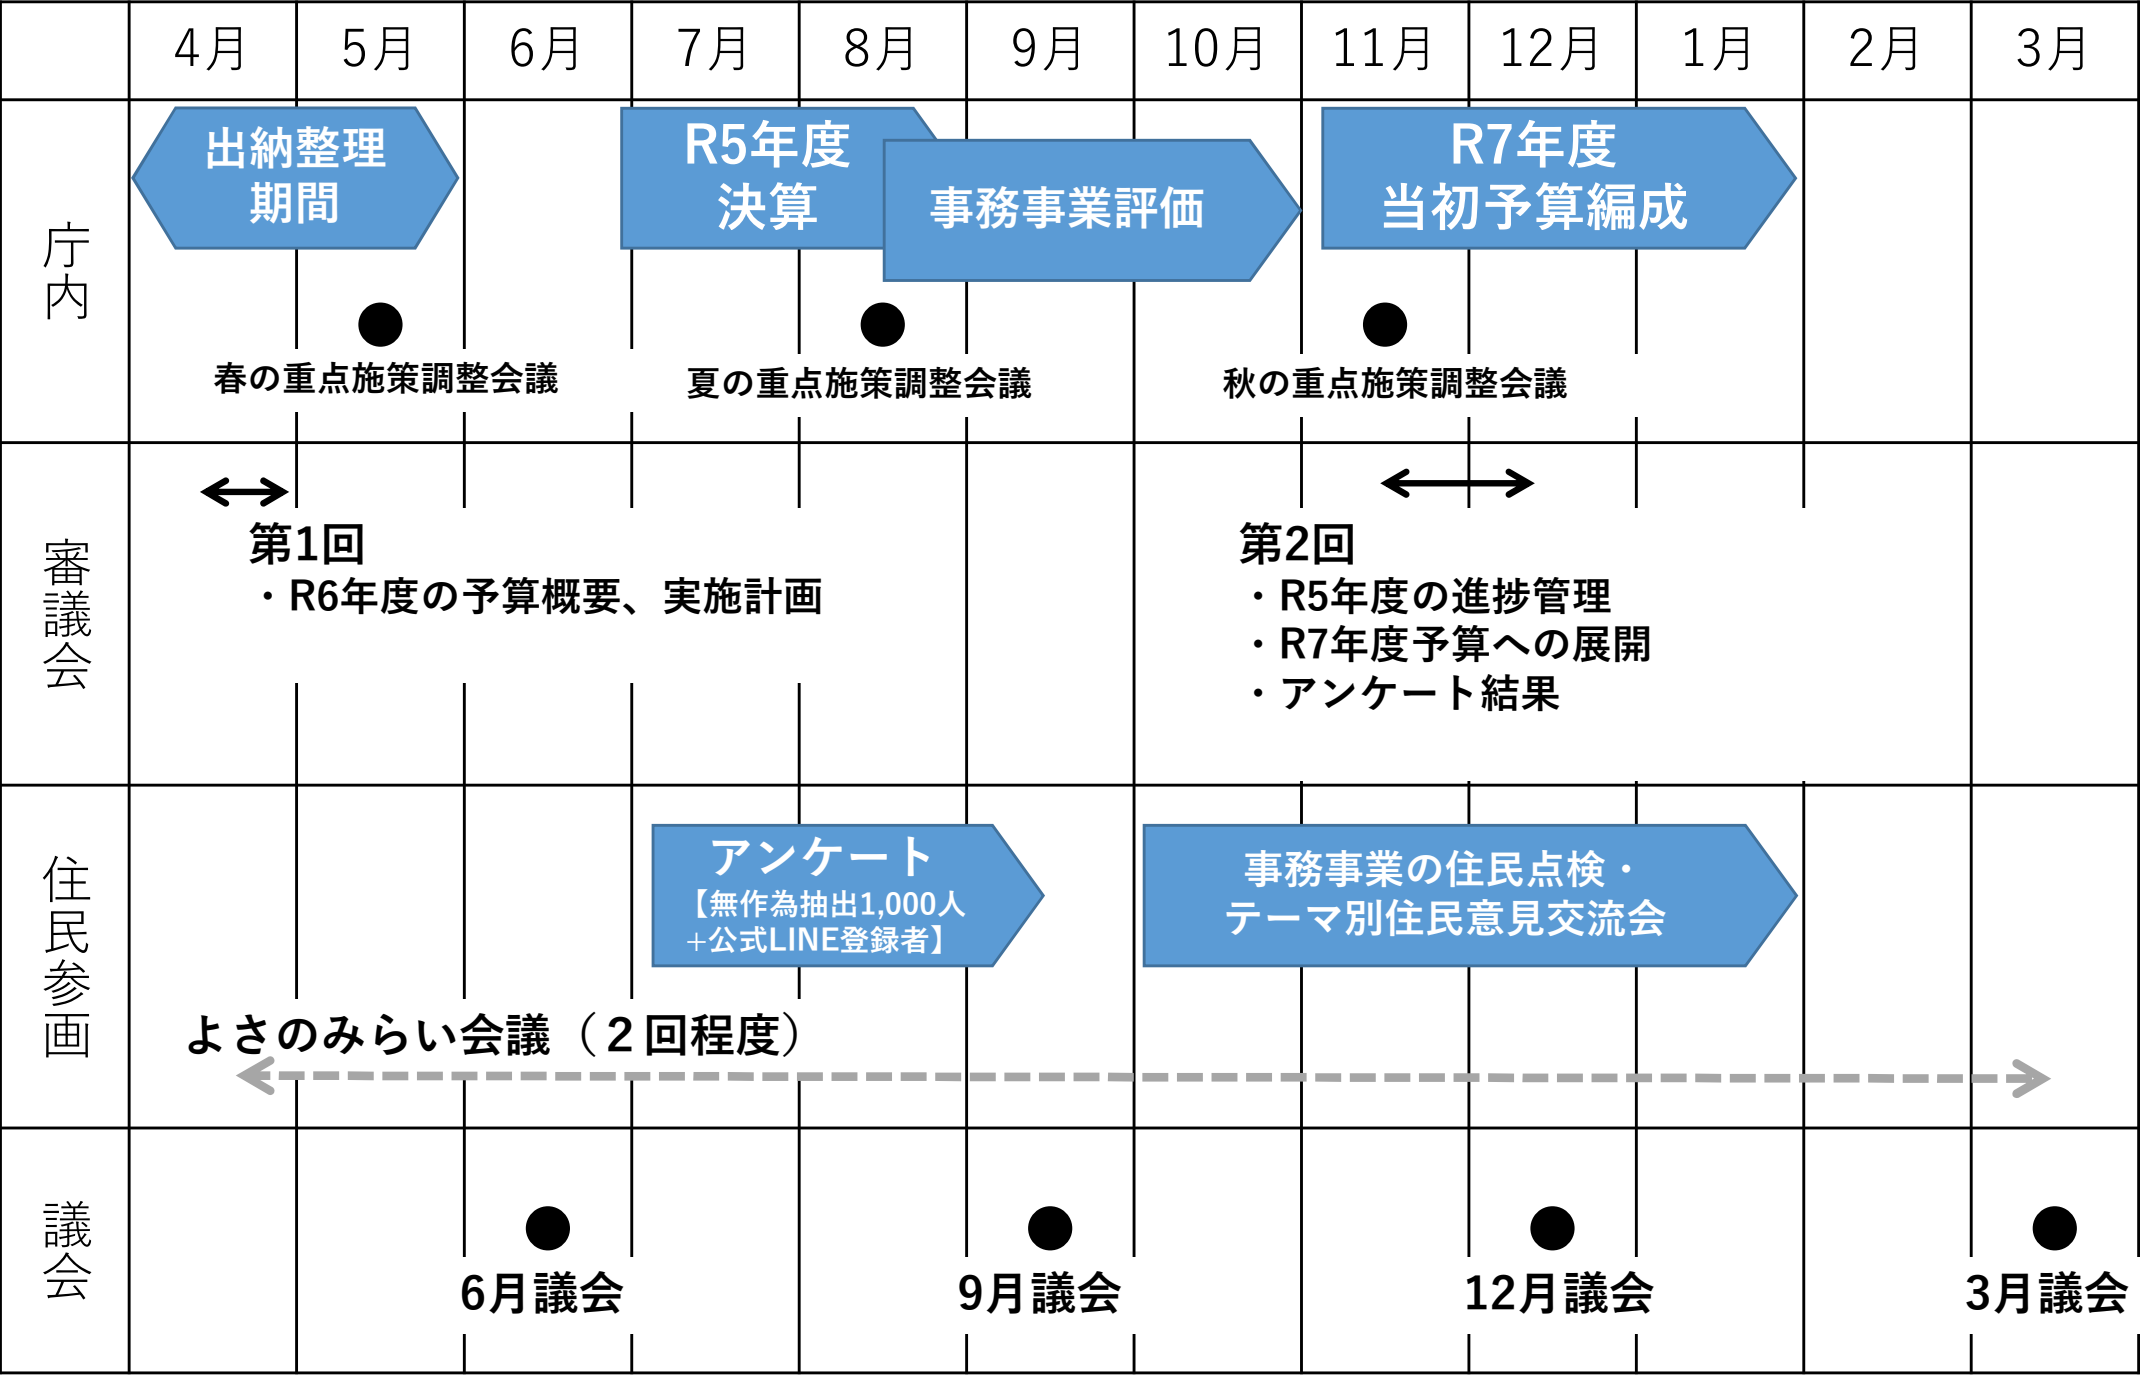 4月 5月 6月 7月 8月 9月 10月 11月 12月 1月 2月 3月
庁内
出納整理
期間
R5年度
決算
事務事業評価
R7年度
当初予算編成
春の重点施策調整会議
夏の重点施策調整会議
秋の重点施策調整会議
審議会
第1回
・R6年度の予算概要、実施計画
第2回
・R5年度の進捗管理
・R7年度予算への展開
・アンケート結果
住民参画
アンケート
【無作為抽出1,000人
+公式LINE登録者】
事務事業の住民点検・
テーマ別住民意見交流会
よさのみらい会議（２回程度）
議会
6月議会
9月議会
12月議会
3月議会